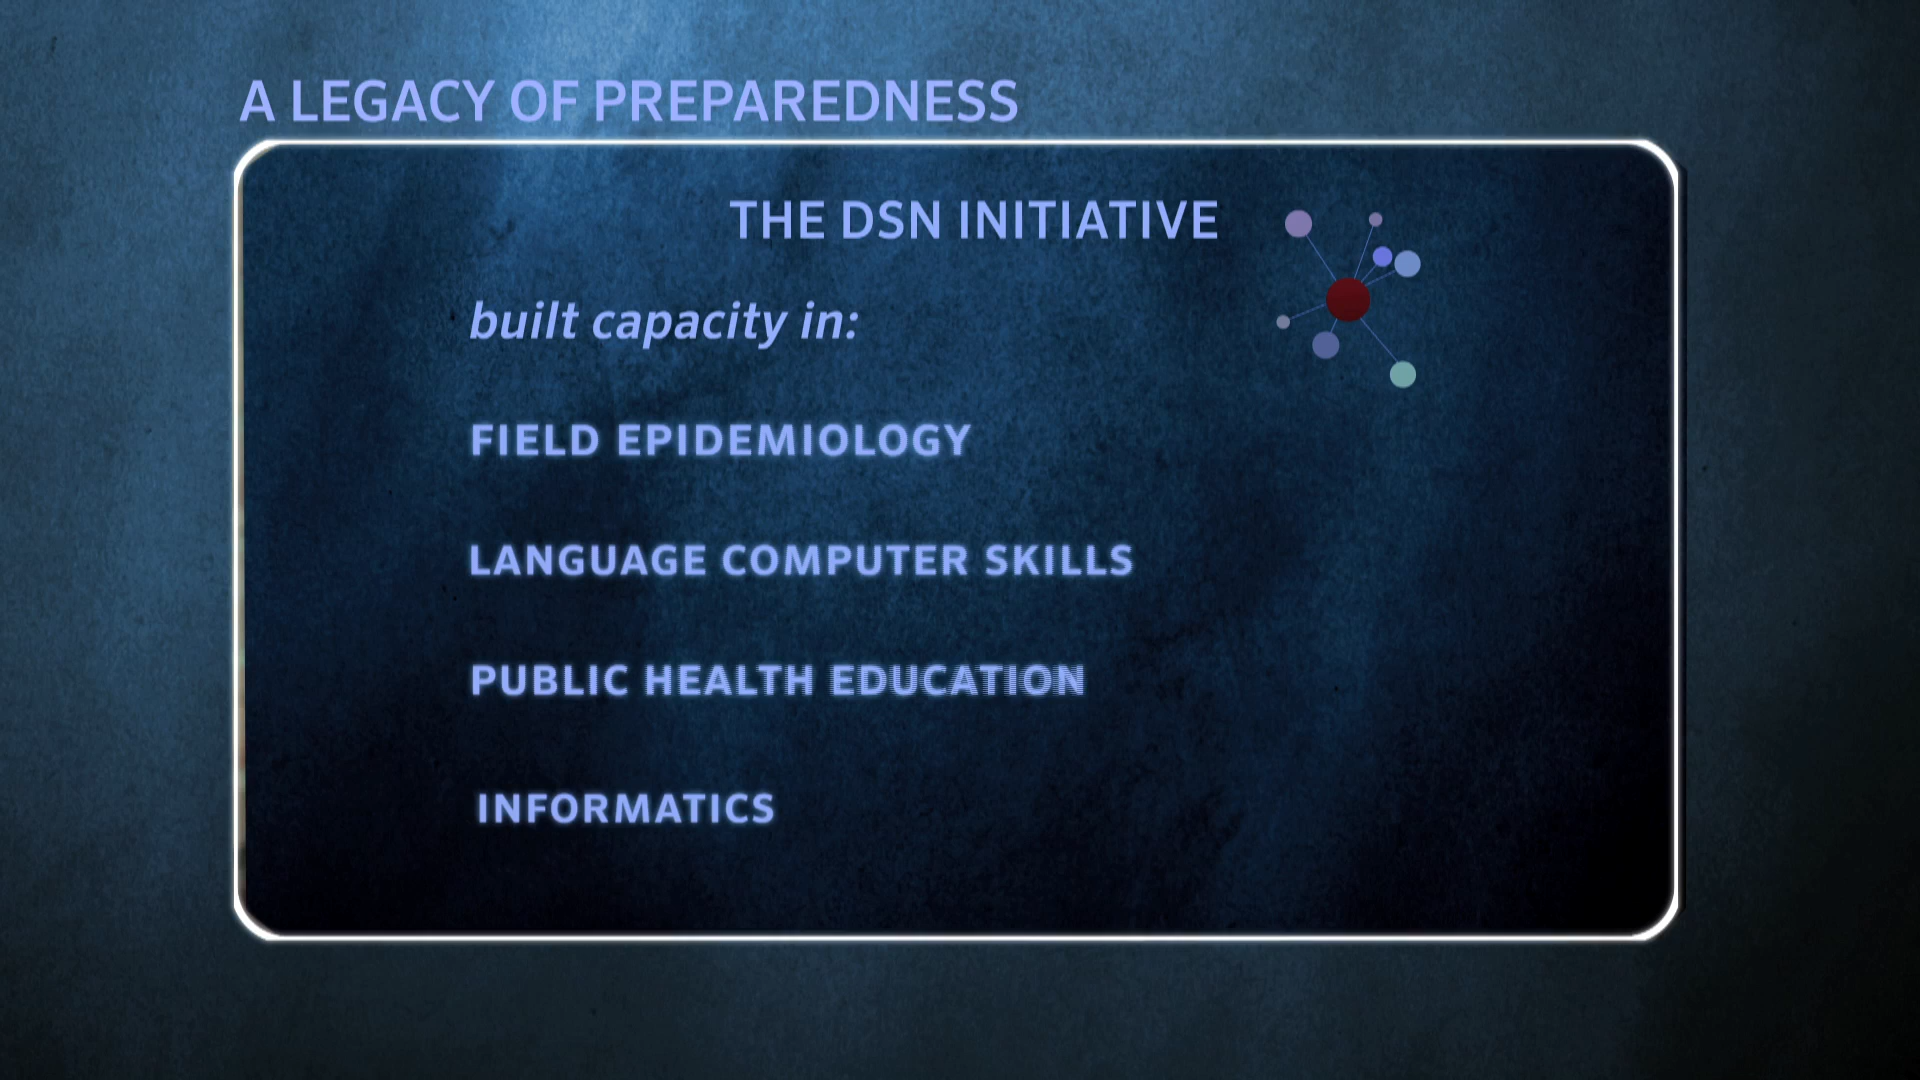 A LEGACY OF PREPAREDNESS
THE DSN INITIATIVE
built capacity in:
FIELD EPIDEMIOLOGY
LANGUAGE COMPUTER SKILLS
PUBLIC HEALTH EDUCATION
INFORMATICS